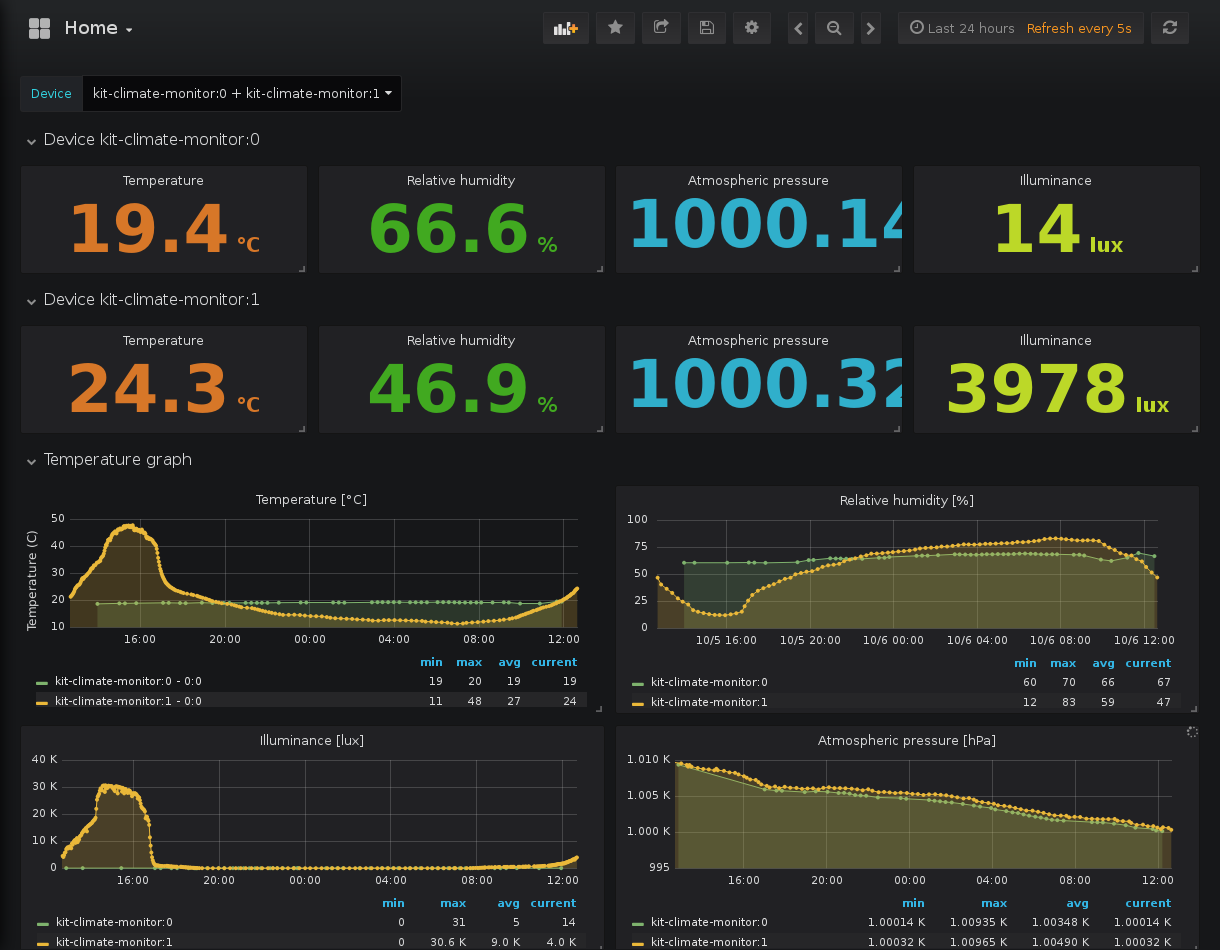 Home
Last 24 hours Refresh every 5s
Device kit-climate-monitor:0 + kit-climate-monitor:1
Device kit-climate-monitor:0
Temperature Relative humidity Atmospheric pressure Illuminance
19.4 °C 66.6 % 1000.14 14 lux
Device kit-climate-monitor:1
Temperature Relative humidity Atmospheric pressure Illuminance
24.3 °C 46.9 % 1000.32 3978 lux
Temperature graph
Temperature [°C]
Temperature (C)
50
40
30
20
10
16:00 20:00 00:00 04:00 08:00 12:00
min max avg current
kit-climate-monitor:0 - 0:0 19 20 19 19
kit-climate-monitor:1 - 0:0 11 48 27 24
Relative humidity [%]
100
75
50
25
0
10/5 16:00 10/5 20:00 10/6 00:00 10/6 04:00 10/6 08:00 10/6 12:00
min max avg current
kit-climate-monitor:0 60 70 66 67
kit-climate-monitor:1 12 83 59 47
Illuminance [lux]
40 K
30 K
20 K
10 K
0
16:00 20:00 00:00 04:00 08:00 12:00
min max avg current
kit-climate-monitor:0 0 31 5 14
kit-climate-monitor:1 0 30.6 K 9.0 K 4.0 K
Atmospheric pressure [hPa]
1.010 K
1.005 K
1.000 K
995
16:00 20:00 00:00 04:00 08:00 12:00
min max avg current
kit-climate-monitor:0 1.00014 K 1.00935 K 1.00348 K 1.00014 K
kit-climate-monitor:1 1.00032 K 1.00965 K 1.00490 K 1.00032 K